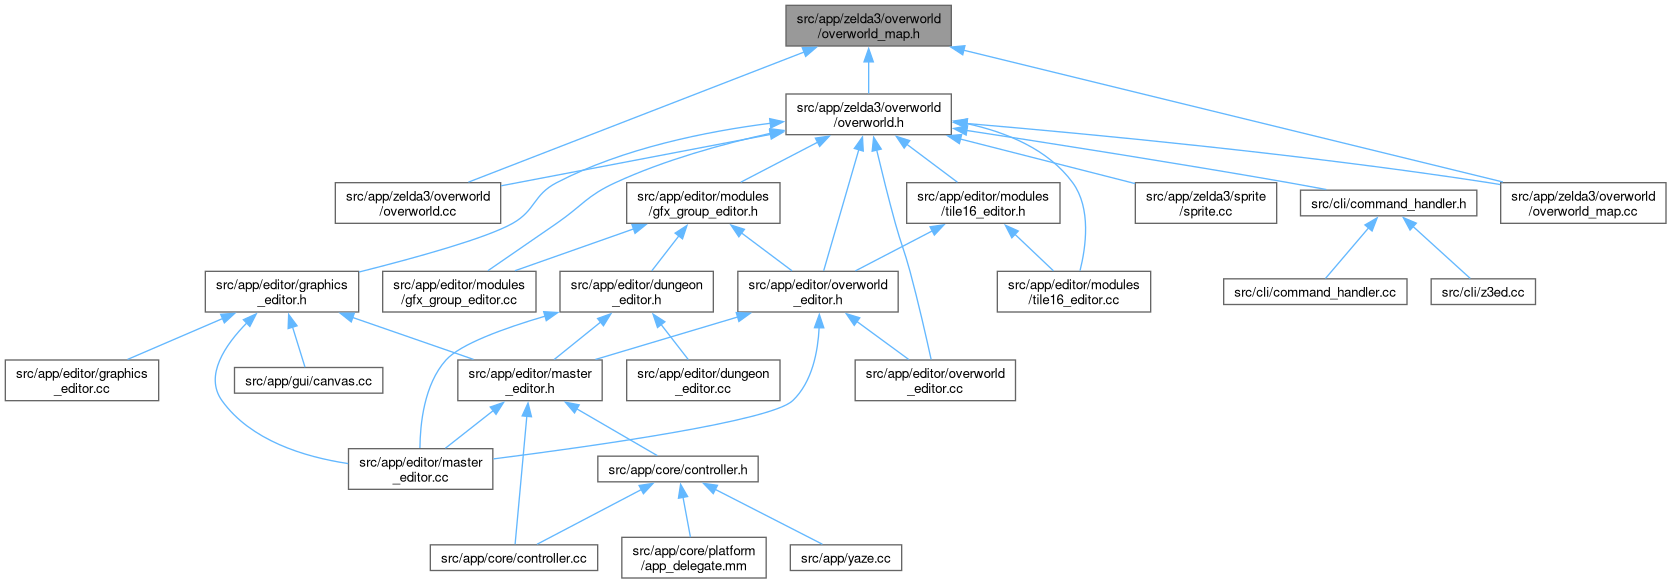 src/app/zelda3/overworld
/overworld_map.h
src/app/zelda3/overworld
/overworld.h
src/app/zelda3/overworld
/overworld.cc
src/app/editor/modules
/gfx_group_editor.h
src/app/editor/modules
/tile16_editor.h
src/app/zelda3/sprite
/sprite.cc
src/cli/command_handler.h
src/app/zelda3/overworld
/overworld_map.cc
src/app/editor/graphics
_editor.h
src/app/editor/modules
/gfx_group_editor.cc
src/app/editor/dungeon
_editor.h
src/app/editor/overworld
_editor.h
src/app/editor/modules
/tile16_editor.cc
src/cli/command_handler.cc
src/cli/z3ed.cc
src/app/editor/graphics
_editor.cc
src/app/gui/canvas.cc
src/app/editor/master
_editor.h
src/app/editor/dungeon
_editor.cc
src/app/editor/overworld
_editor.cc
src/app/editor/master
_editor.cc
src/app/core/controller.h
src/app/core/controller.cc
src/app/core/platform
/app_delegate.mm
src/app/yaze.cc